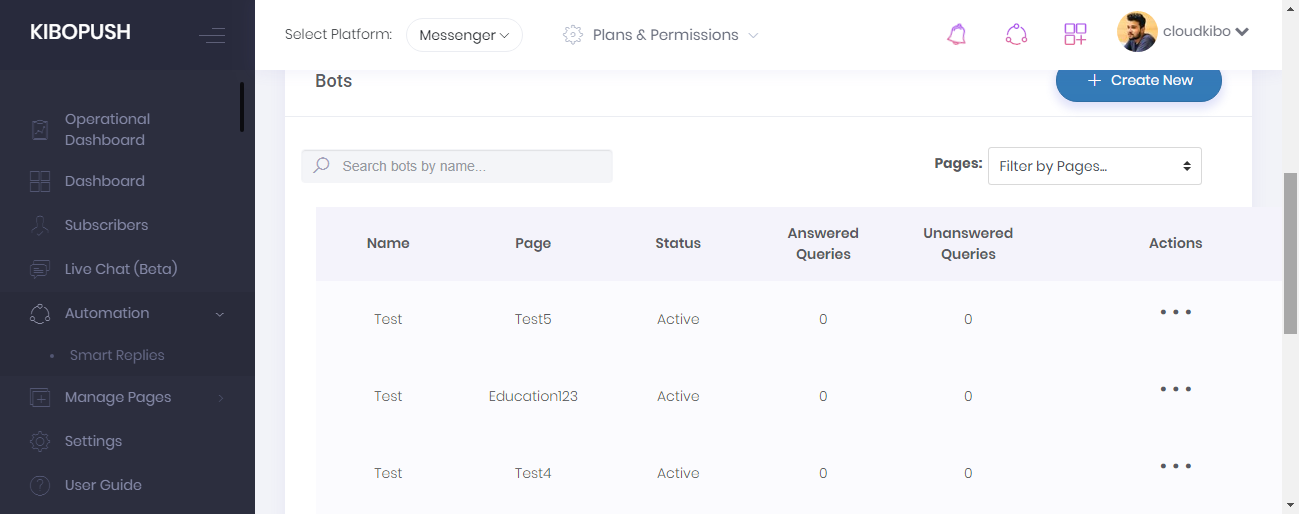 KIBOPUSH
Select Platform: Messenger Plans & Permissions cloudkibo
Operational
Dashboard
Dashboard
Subscribers
Live Chat (Beta)
Automation
Smart Replies
Manage Pages
Settings
User Guide
Bots
Create New
Search bots by name...
Pages: Filter by Pages...
Name Page Status Answered Queries Unanswered Queries Actions
Test Test5 Active 0 0
Test Education123 Active 0 0
Test Test4 Active 0 0